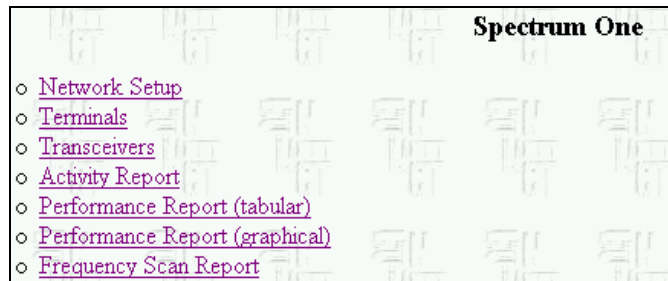 Spectrum One
Network Setup
Terminals
Transceivers
Activity Report
Performance Report (tabular)
Performance Report (graphical)
Frequency Scan Report